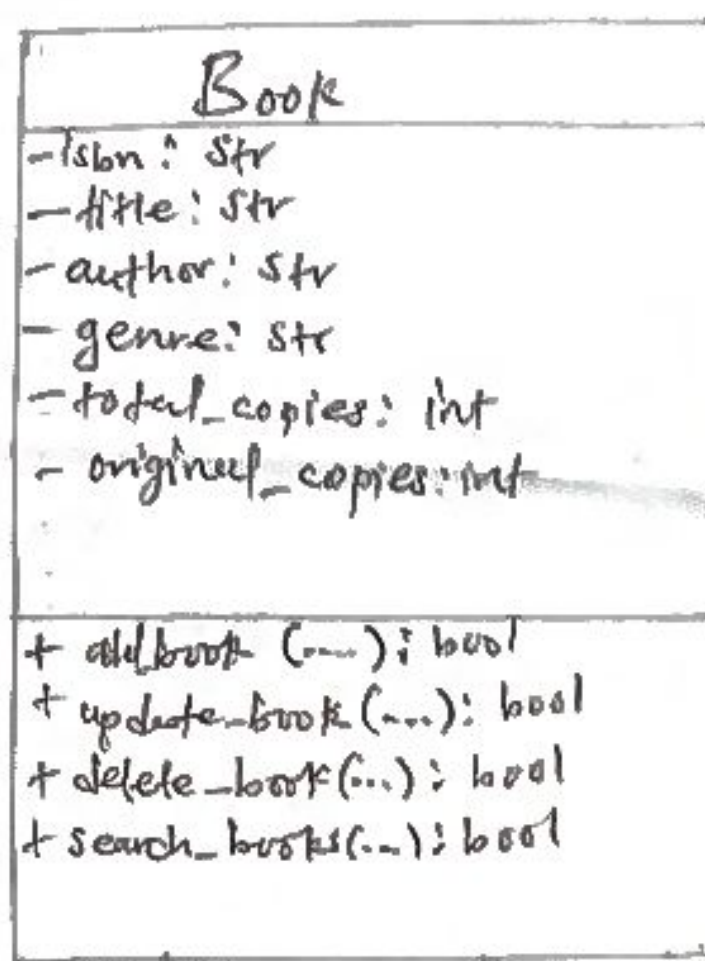 Book
- Isbn : str
- title : str
- author : str
- genre : str
- total_copies : int
- original_copies : int
+ add_book (....) : bool
+ update_book (...) : bool
+ delete_book (...) : bool
+ search_books (...) : bool